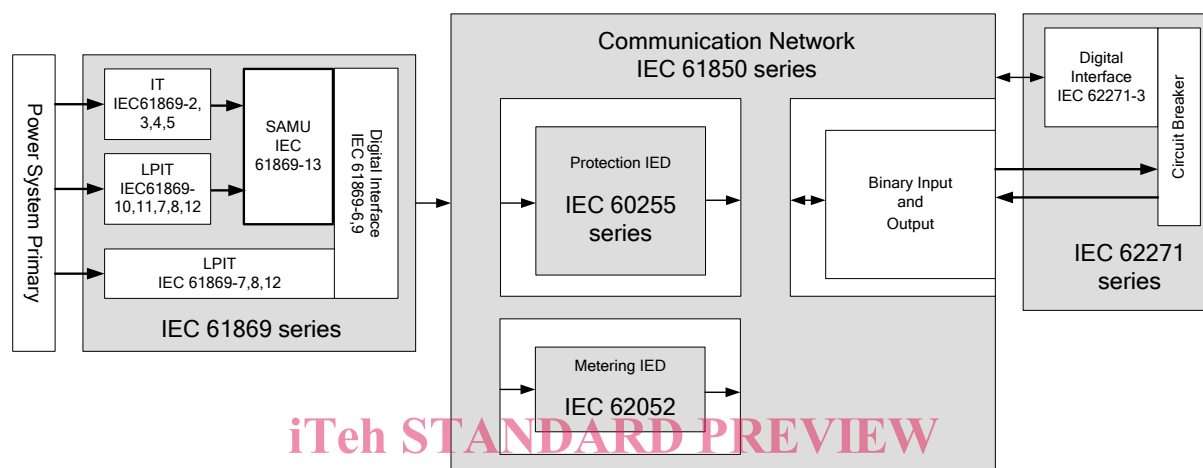 Power System Primary
IT
IEC61869-2,
3,4,5
LPIT
IEC61869-
10,11,7,8,12
SAMU
IEC
61869-13
Digital Interface
IEC 61869-6,9
LPIT
IEC 61869-7,8,12
IEC 61869 series
Communication Network
IEC 61850 series
Protection IED
IEC 60255
series
Binary Input
and
Output
Metering IED
IEC 62052
Digital
Interface
IEC 62271-3
Circuit Breaker
IEC 62271
series
iTeh STANDARD PREVIEW